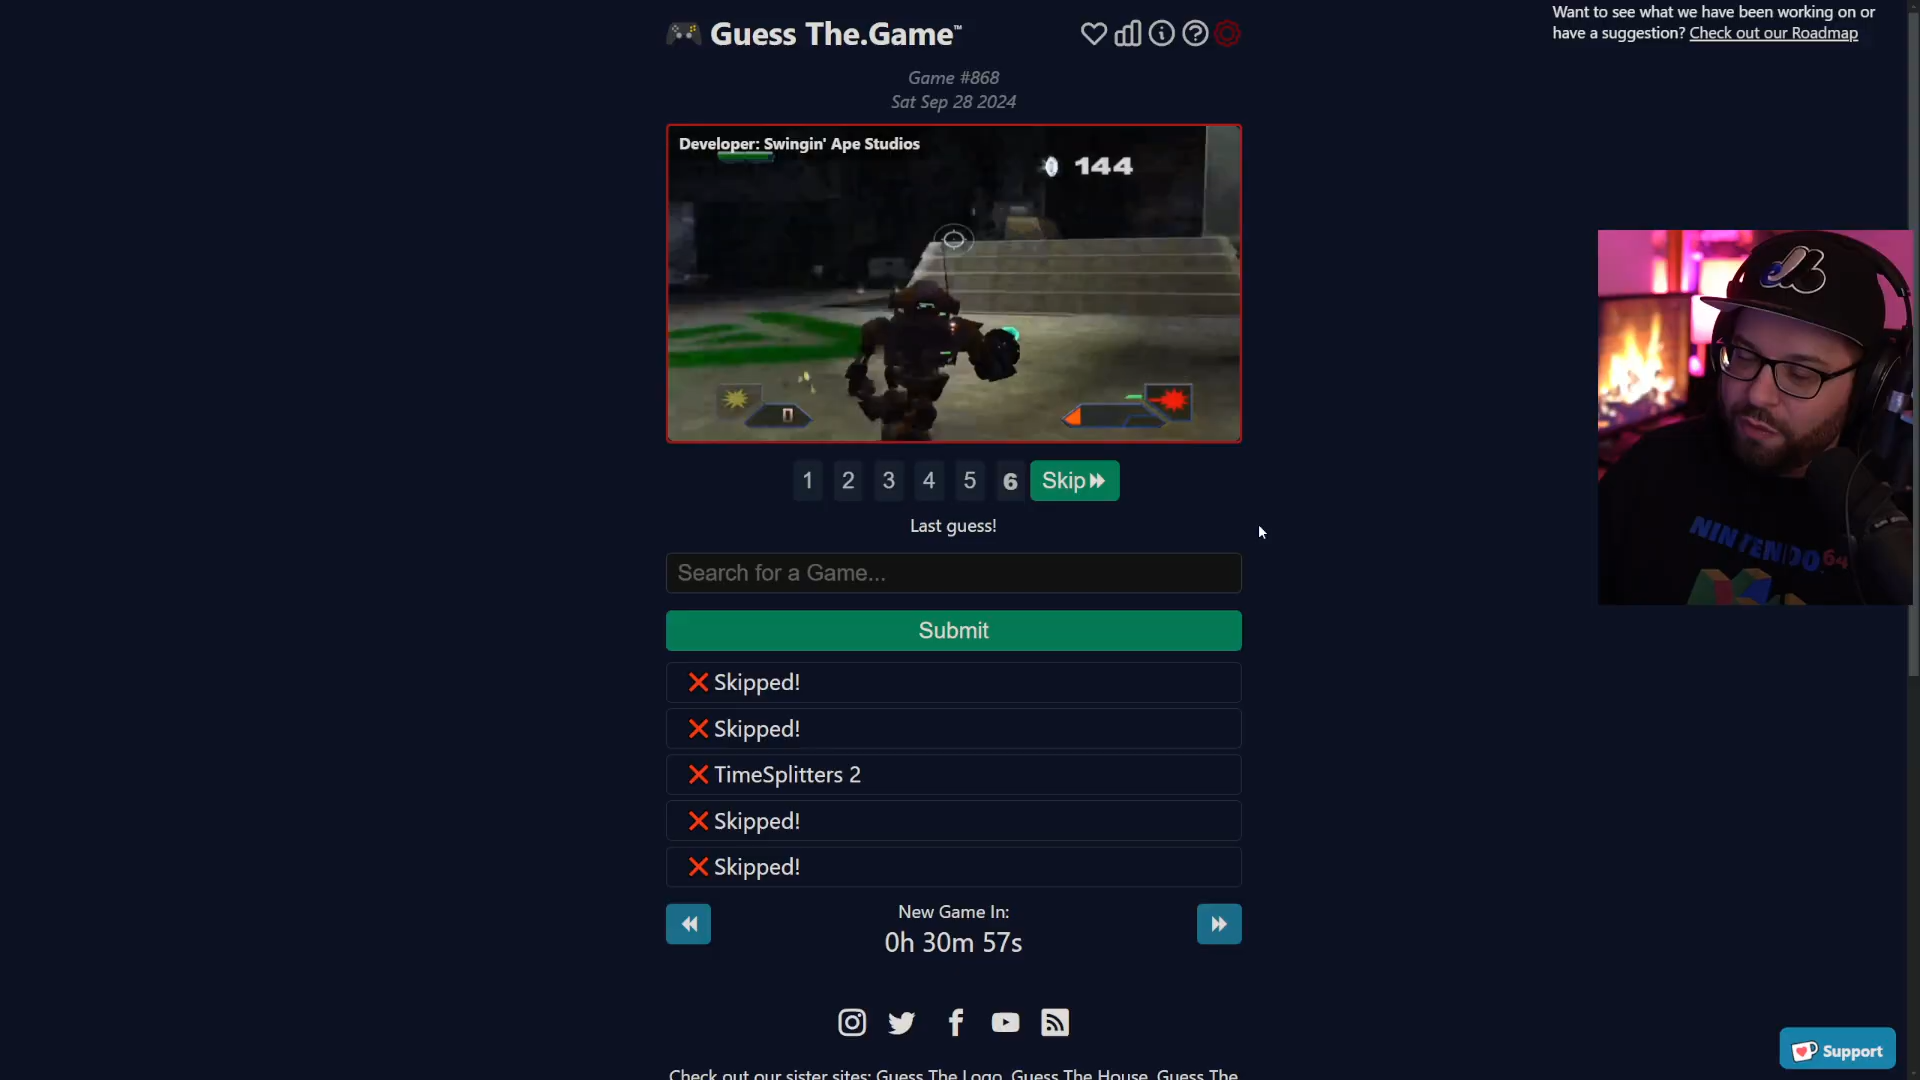 Guess The.Game™
Want to see what we have been working on or
have a suggestion? Check out our Roadmap
Game #868
Sat Sep 28 2024
Developer: Swingin' Ape Studios
144
1 2 3 4 5 6 Skip
Last guess!
Search for a Game...
Submit
❌ Skipped!
❌ Skipped!
❌ TimeSplitters 2
❌ Skipped!
❌ Skipped!
New Game In:
0h 30m 57s
NINTENDO 64
Support
Check out our sister sites: Guess The Logo, Guess The House, Guess The